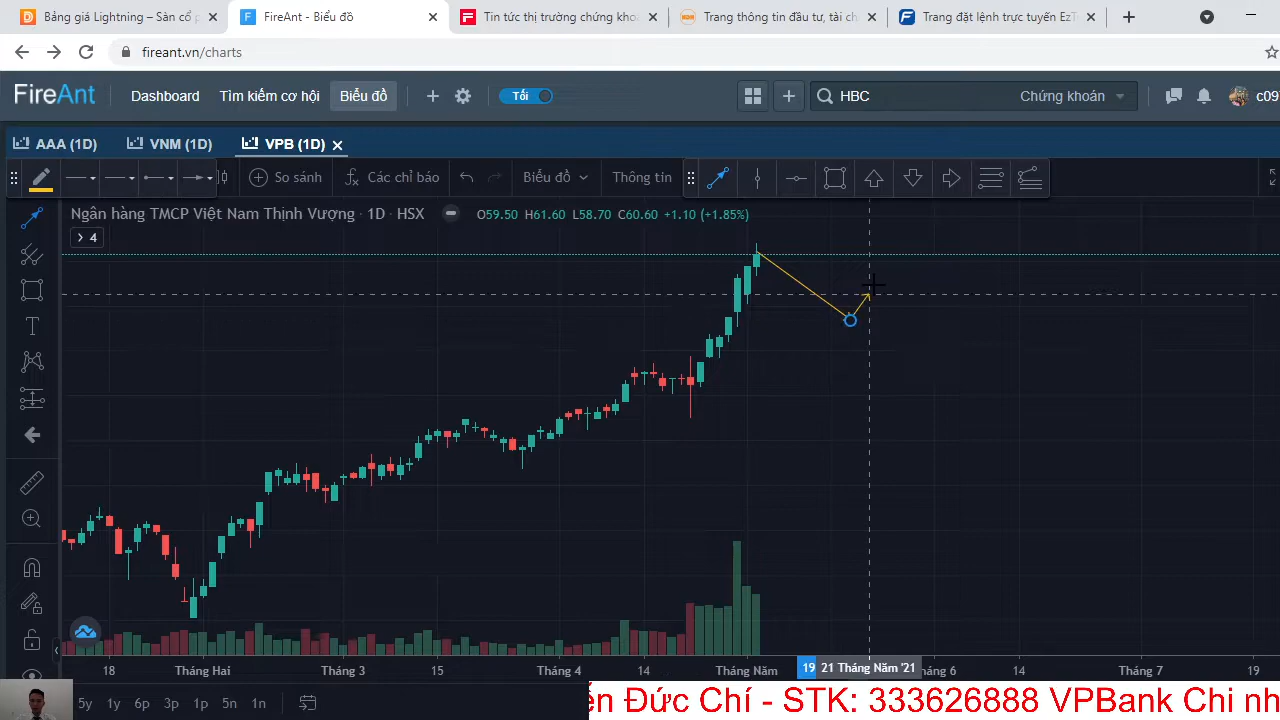 Bảng giá Lightning – Sàn cổ p
FireAnt - Biểu đồ
Tin tức thị trường chứng kho
Trang thông tin đầu tư, tài ch
Trang đặt lệnh trực tuyến EzT
fireant.vn/charts
FireAnt
Dashboard
Tìm kiếm cơ hội
Biểu đồ
Tối
HBC
Chứng khoán
c09
AAA (1D)
VNM (1D)
VPB (1D)
So sánh
Các chỉ báo
Biểu đồ
Thông tin
Ngân hàng TMCP Việt Nam Thịnh Vượng · 1D · HSX
O59.50 H61.60 L58.70 C60.60 +1.10 (+1.85%)
4
18
Tháng Hai
Tháng 3
15
Tháng 4
14
Tháng Năm
19
21 Tháng Năm '21
6
14
Tháng 7
19
5y
1y
6p
3p
1p
5n
1n
ến Đức Chí - STK: 333626888 VPBank Chi nh